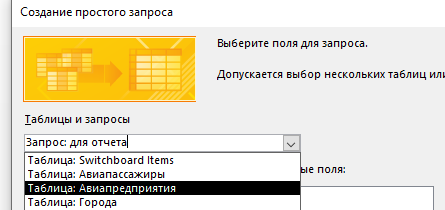 Создание простого запроса
Выберите поля для запроса.
Допускается выбор нескольких таблиц или
Таблицы и запросы
Запрос: для отчета
Таблица: Switchboard Items
Таблица: Авиапассажиры
ные поля:
Таблица: Авиапредприятия
Таблица: Города